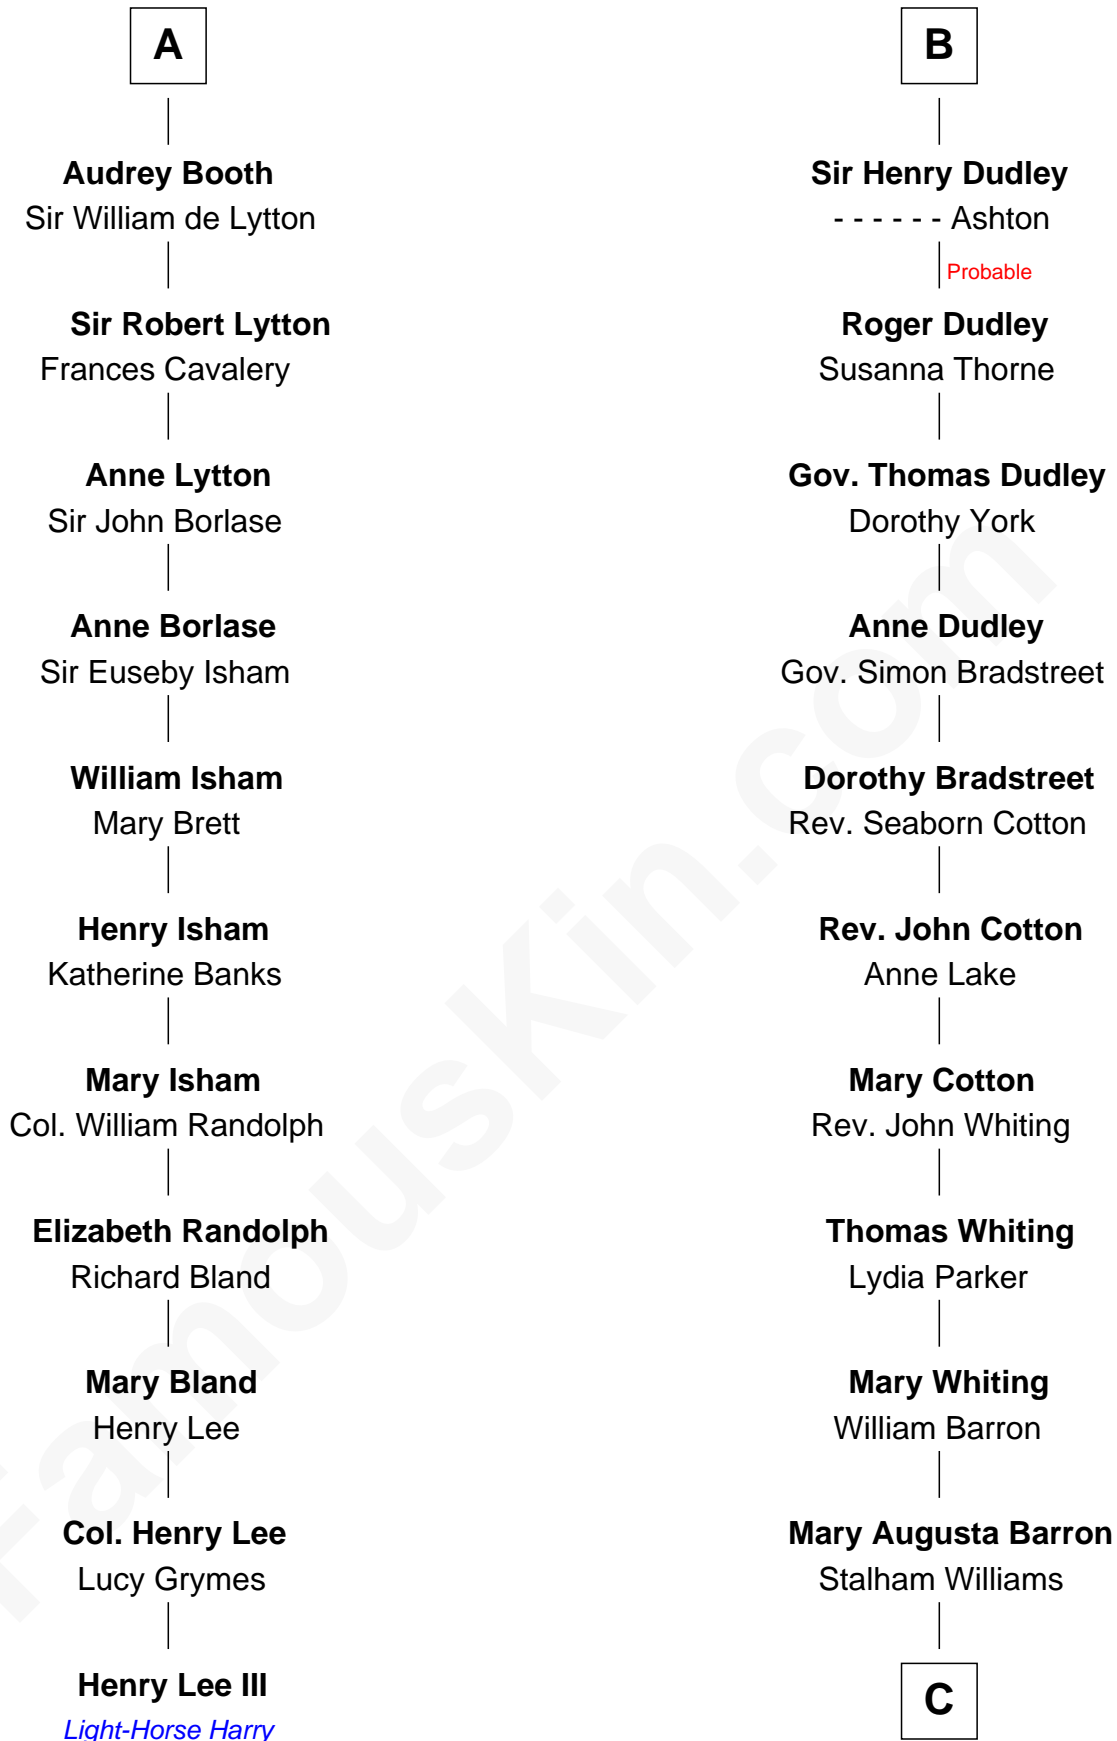 A
Audrey Booth
Sir William de Lytton
Sir Robert Lytton
Frances Cavalery
Anne Lytton
Sir John Borlase
Anne Borlase
Sir Euseby Isham
William Isham
Mary Brett
Henry Isham
Katherine Banks
Mary Isham
Col. William Randolph
Elizabeth Randolph
Richard Bland
Mary Bland
Henry Lee
Col. Henry Lee
Lucy Grymes
Henry Lee III
Light-Horse Harry
B
Sir Henry Dudley
- - - - - - Ashton
Probable
Roger Dudley
Susanna Thorne
Gov. Thomas Dudley
Dorothy York
Anne Dudley
Gov. Simon Bradstreet
Dorothy Bradstreet
Rev. Seaborn Cotton
Rev. John Cotton
Anne Lake
Mary Cotton
Rev. John Whiting
Thomas Whiting
Lydia Parker
Mary Whiting
William Barron
Mary Augusta Barron
Stalham Williams
C
FamousKin.com